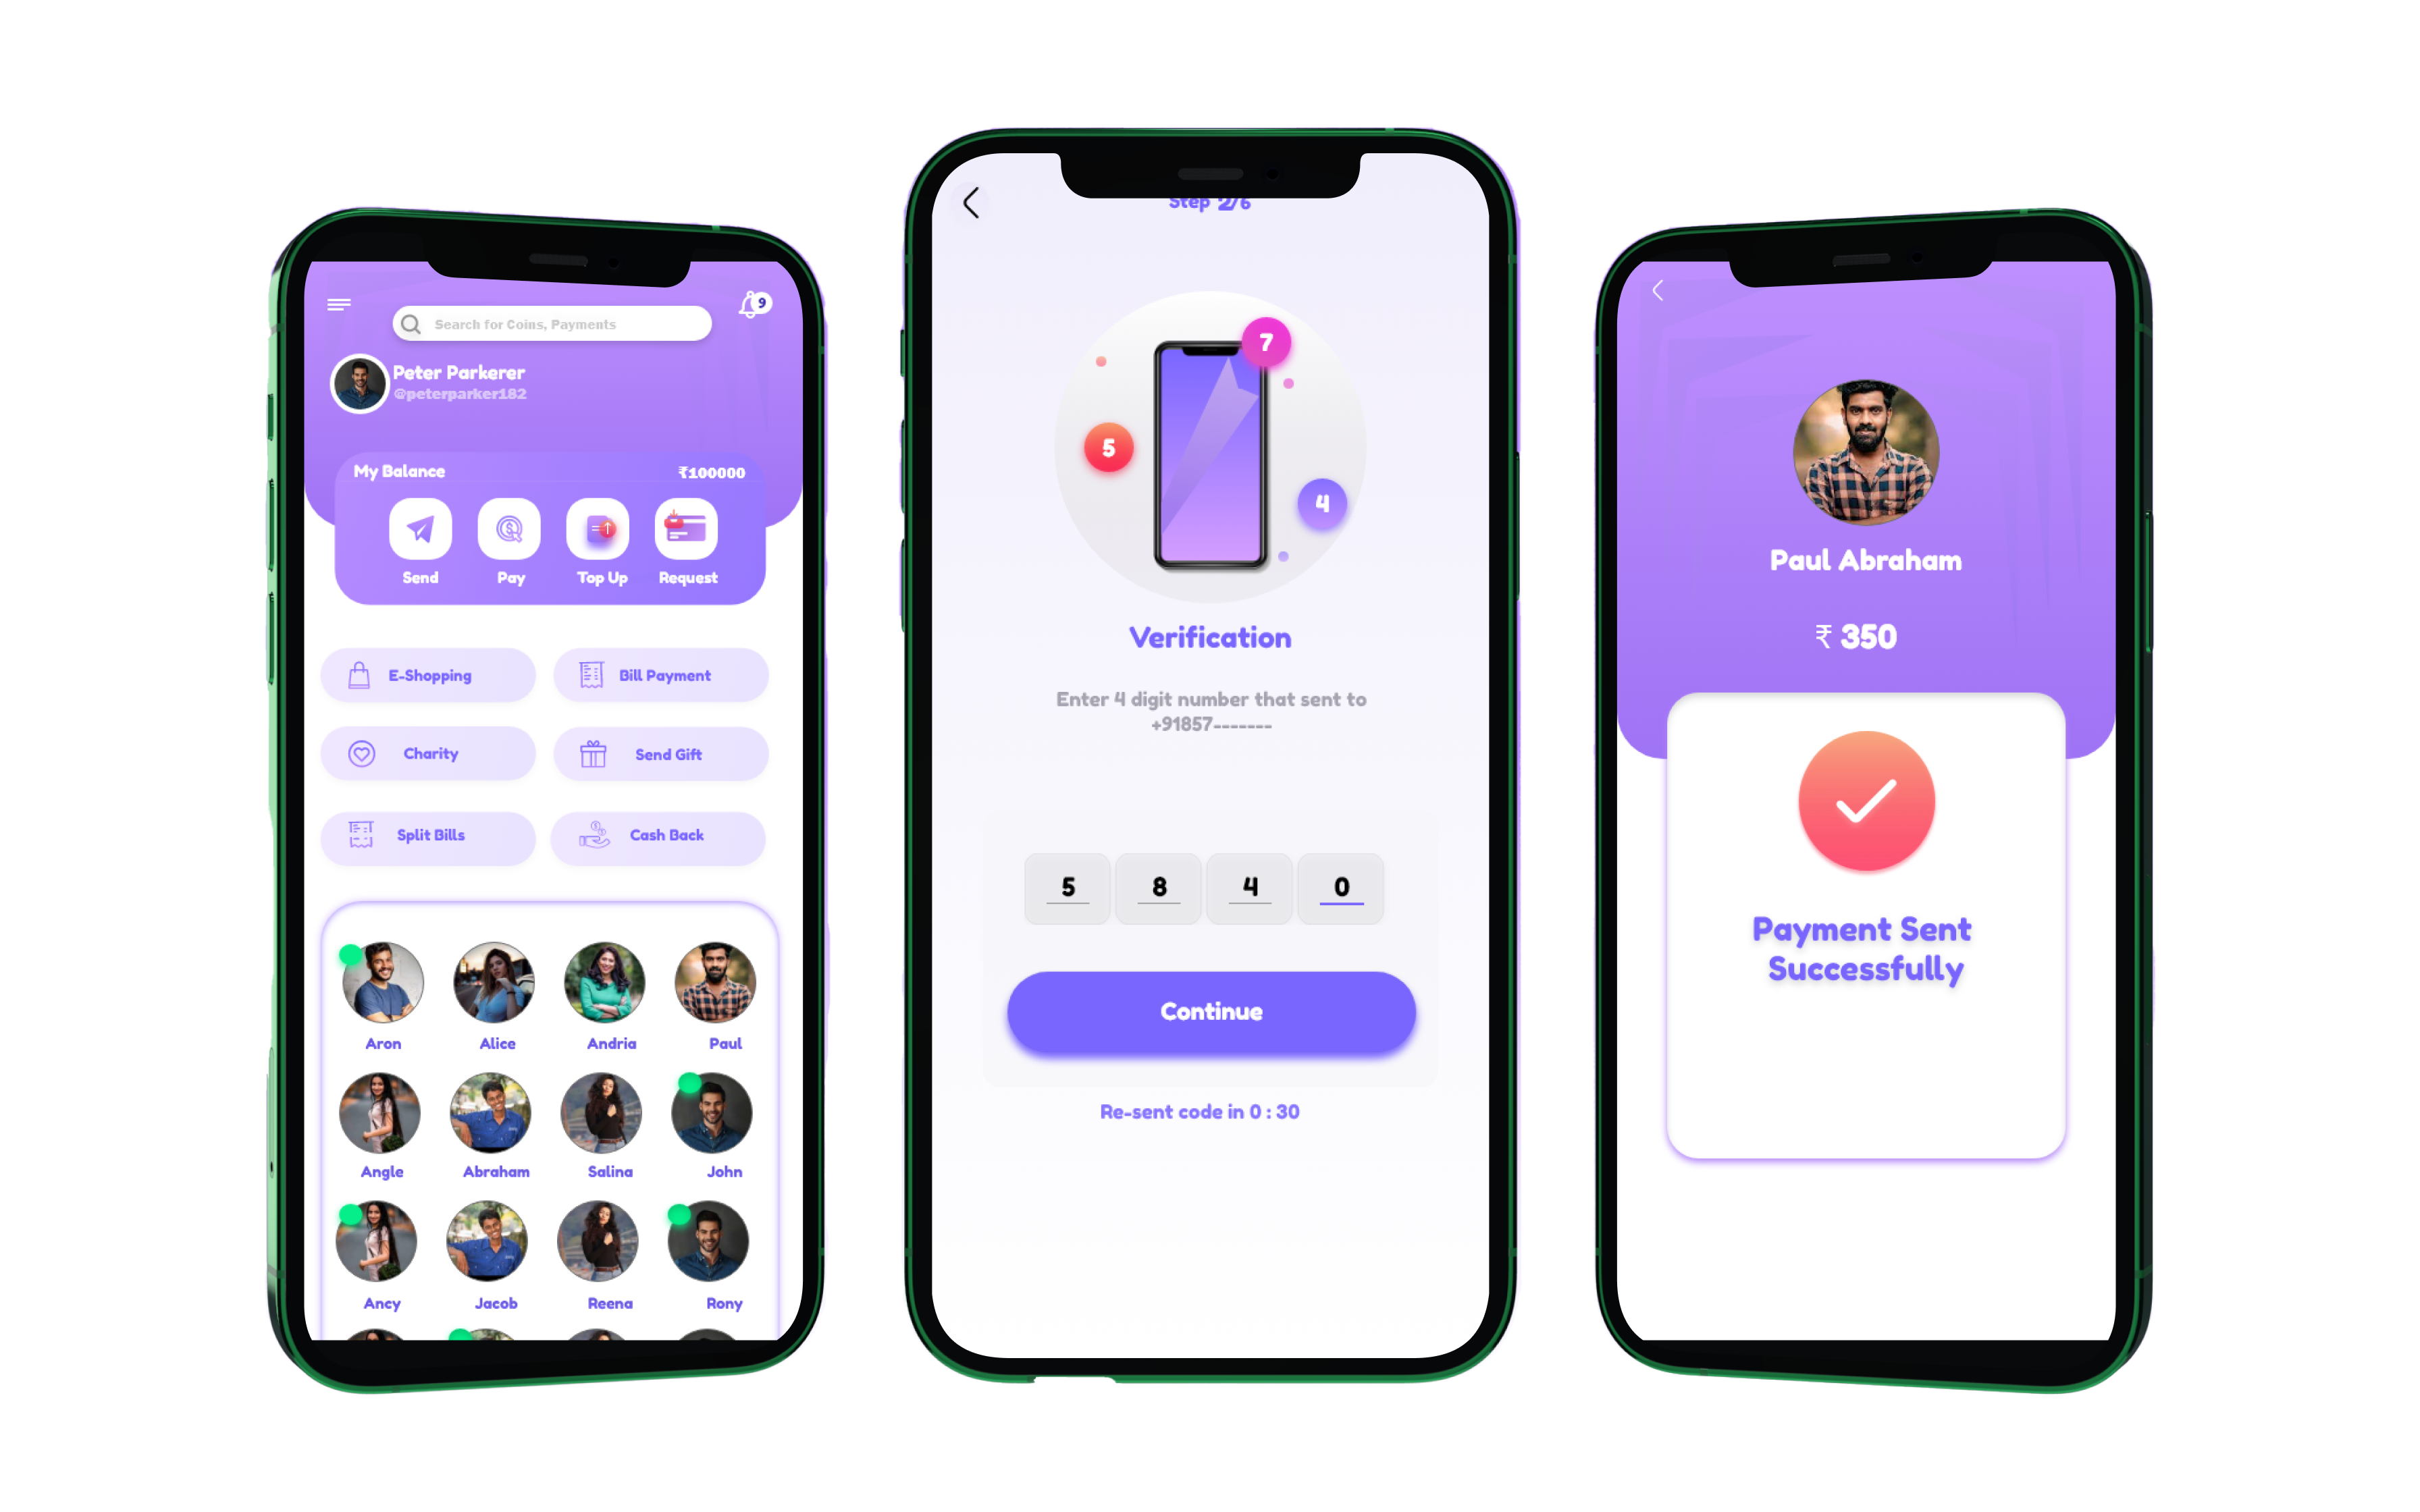 9
Search for Coins, Payments
Peter Parkerer
@peterparker182
My Balance
₹100000
Send
Pay
Top Up
Request
E-Shopping
Bill Payment
Charity
Send Gift
Split Bills
Cash Back
Aron
Alice
Andria
Paul
Angle
Abraham
Salina
John
Ancy
Jacob
Reena
Rony
Step 2/6
7
5
4
Verification
Enter 4 digit number that sent to
+91857-------
5 8 4 0
Continue
Re-sent code in 0 : 30
Paul Abraham
₹ 350
Payment Sent
Successfully